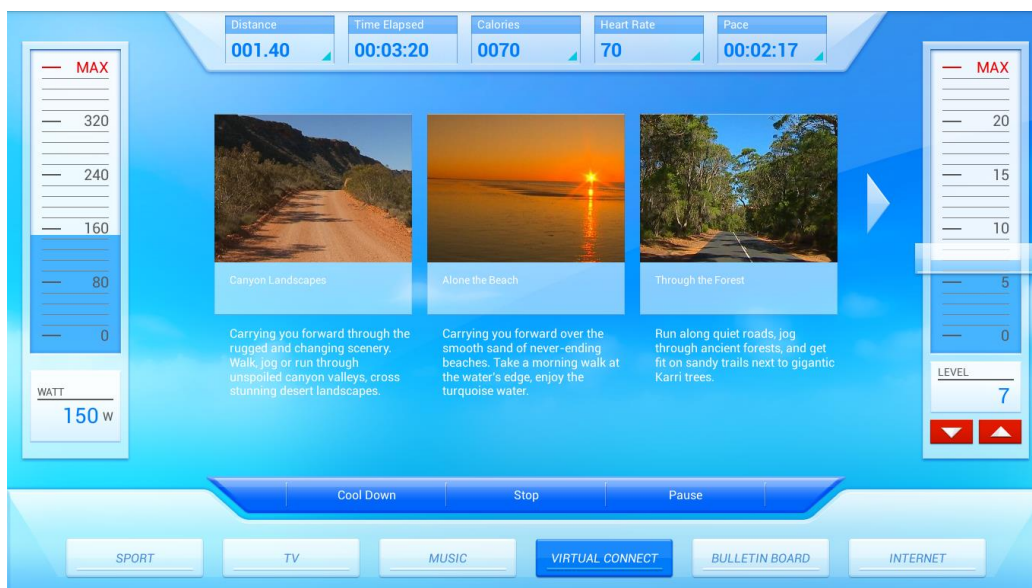 Distance
001.40
Time Elapsed
00:03:20
Calories
0070
Heart Rate
70
Pace
00:02:17
MAX
320
240
160
80
0
WATT
150 W
Canyon Landscapes
Carrying you forward through the
rugged and changing scenery.
Walk, jog or run through
unspoiled canyon valleys, cross
stunning desert landscapes.
Alone the Beach
Carrying you forward over the
smooth sand of never-ending
beaches. Take a morning walk at
the water's edge, enjoy the
turquoise water.
Through the Forest
Run along quiet roads, jog
through ancient forests, and get
fit on sandy trails next to gigantic
Karri trees.
MAX
20
15
10
5
0
LEVEL
7
Cool Down
Stop
Pause
SPORT
TV
MUSIC
VIRTUAL CONNECT
BULLETIN BOARD
INTERNET